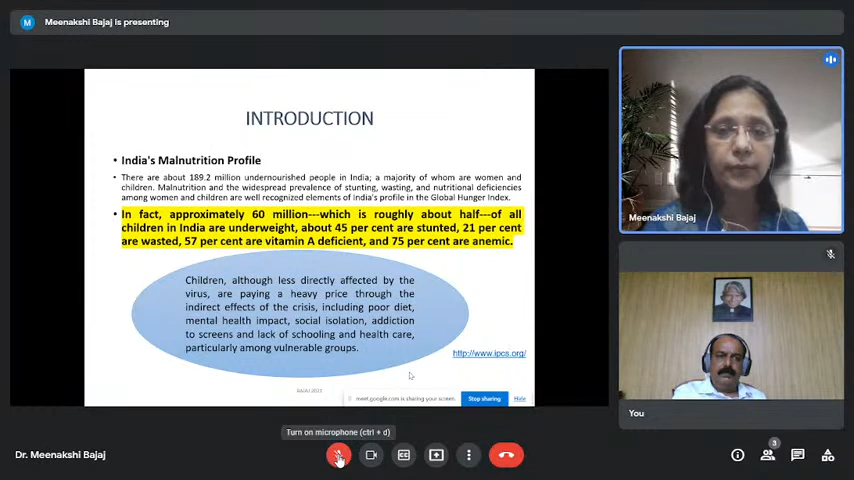 M Meenakshi Bajaj is presenting
INTRODUCTION
• India's Malnutrition Profile
• There are about 189.2 million undernourished people in India; a majority of whom are women and
children. Malnutrition and the widespread prevalence of stunting, wasting, and nutritional deficiencies
among women and children are well recognized elements of India's profile in the Global Hunger Index.
• In fact, approximately 60 million---which is roughly about half---of all
children in India are underweight, about 45 per cent are stunted, 21 per cent
are wasted, 57 per cent are vitamin A deficient, and 75 per cent are anemic.
Children, although less directly affected by the
virus, are paying a heavy price through the
indirect effects of the crisis, including poor diet,
mental health impact, social isolation, addiction
to screens and lack of schooling and health care,
particularly among vulnerable groups.
http://www.ipcs.org/
meet.google.com is sharing your screen.
Stop sharing
Hide
Meenakshi Bajaj
You
Turn on microphone (ctrl + d)
Dr. Meenakshi Bajaj
3